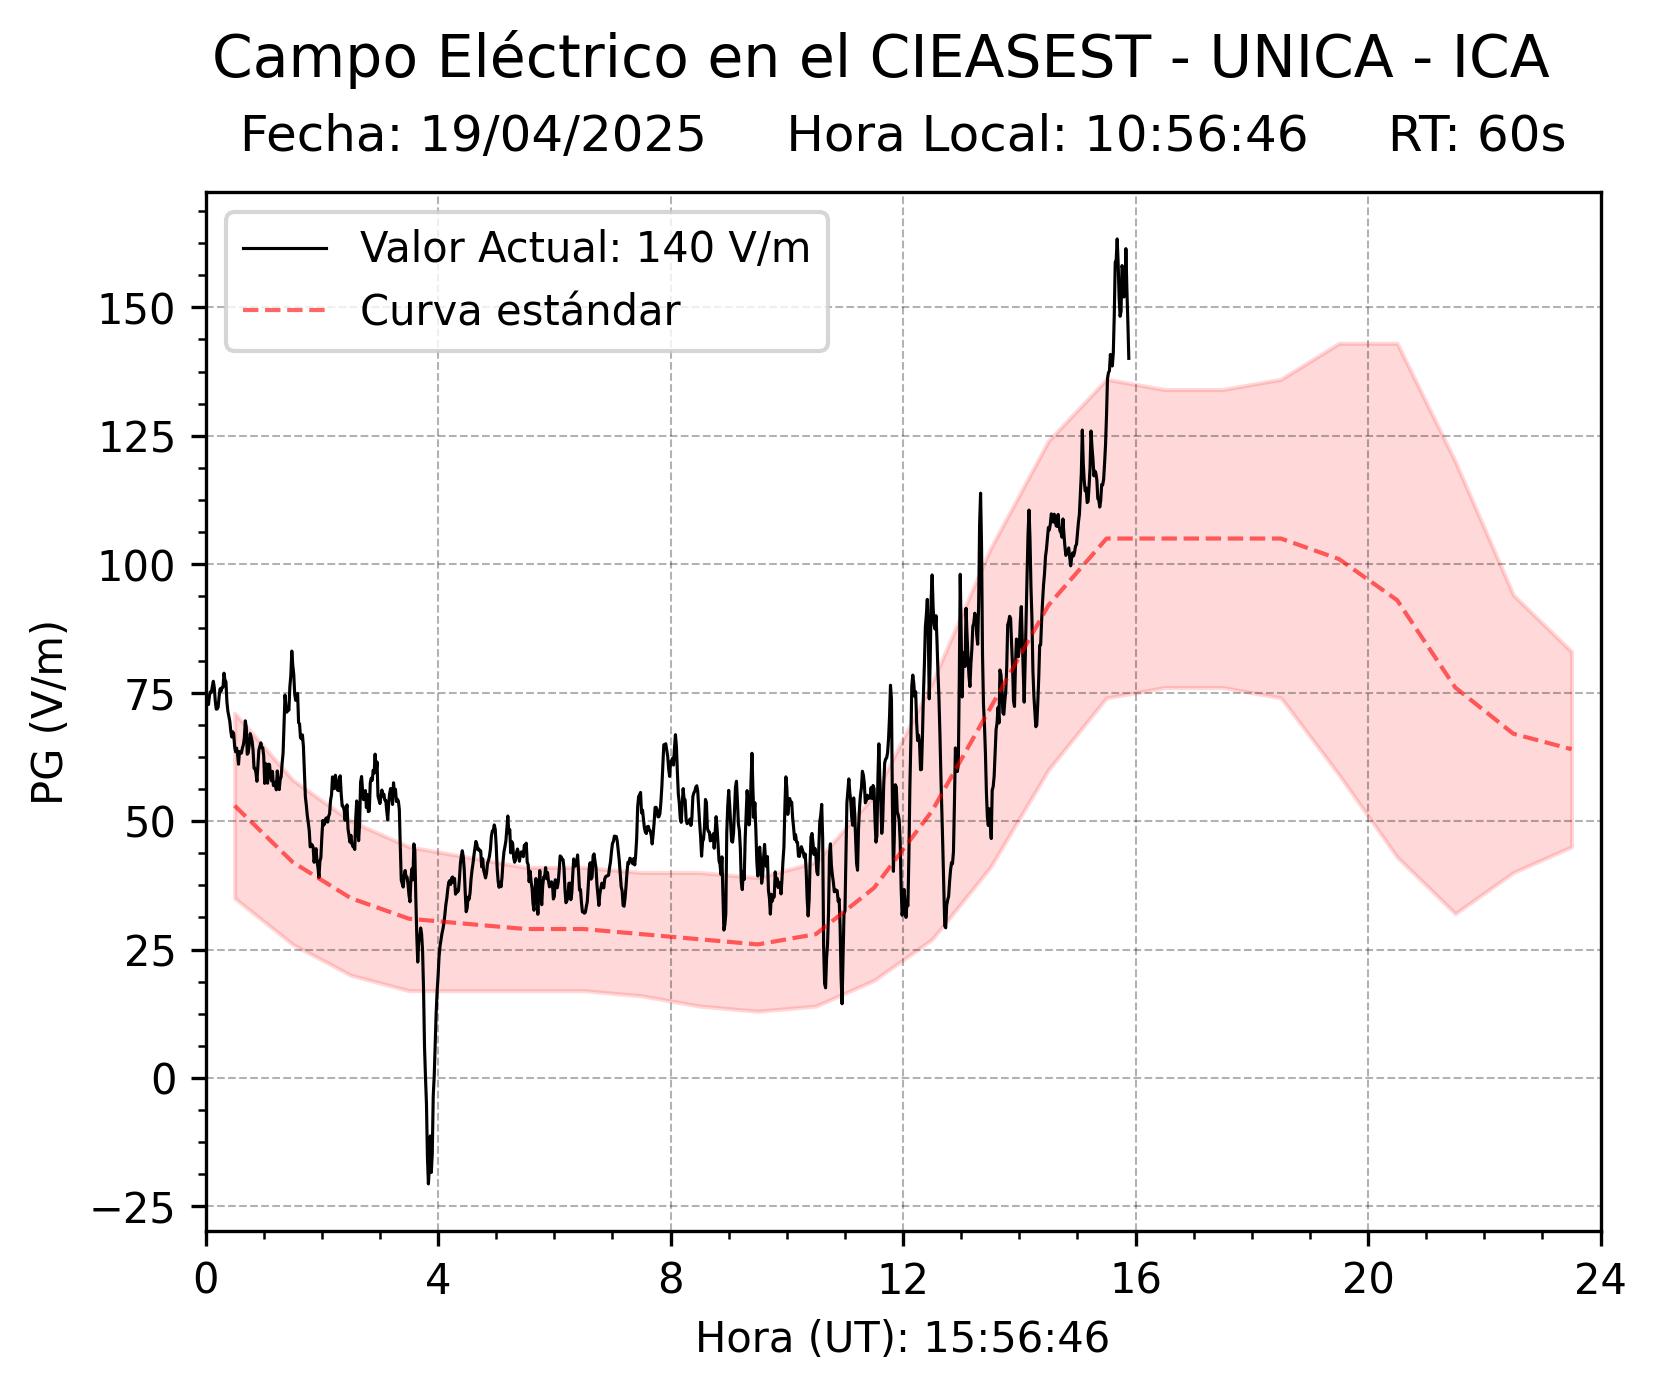 Campo Eléctrico en el CIEASEST - UNICA - ICA
Fecha: 19/04/2025 Hora Local: 10:56:46 RT: 60s
Valor Actual: 140 V/m
Curva estándar
PG (V/m)
150
125
100
75
50
25
0
−25
0 4 8 12 16 20 24
Hora (UT): 15:56:46